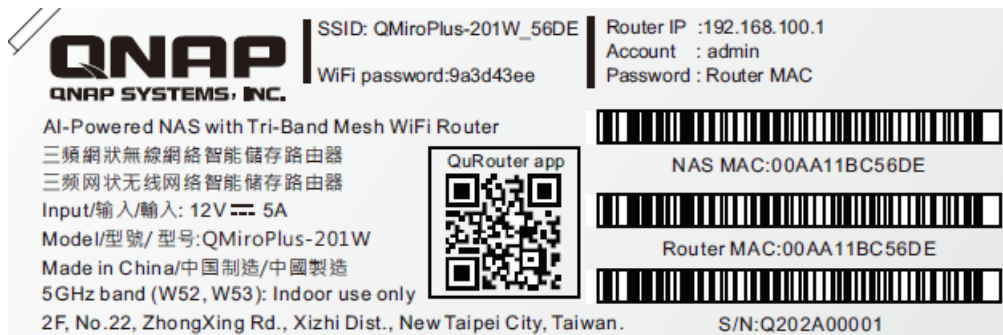 QNAP
QNAP SYSTEMS, INC.
SSID: QMiroPlus-201W_56DE
WiFi password:9a3d43ee
Router IP :192.168.100.1
Account : admin
Password : Router MAC
AI-Powered NAS with Tri-Band Mesh WiFi Router
三頻網狀無線網絡智能儲存路由器
三频网状无线网络智能储存路由器
Input/输入/輸入: 12V 5A
Model/型號/ 型号:QMiroPlus-201W
Made in China/中国制造/中國製造
5GHz band (W52, W53): Indoor use only
2F, No.22, ZhongXing Rd., Xizhi Dist., New Taipei City, Taiwan.
QuRouter app
NAS MAC:00AA11BC56DE
Router MAC:00AA11BC56DE
S/N:Q202A00001